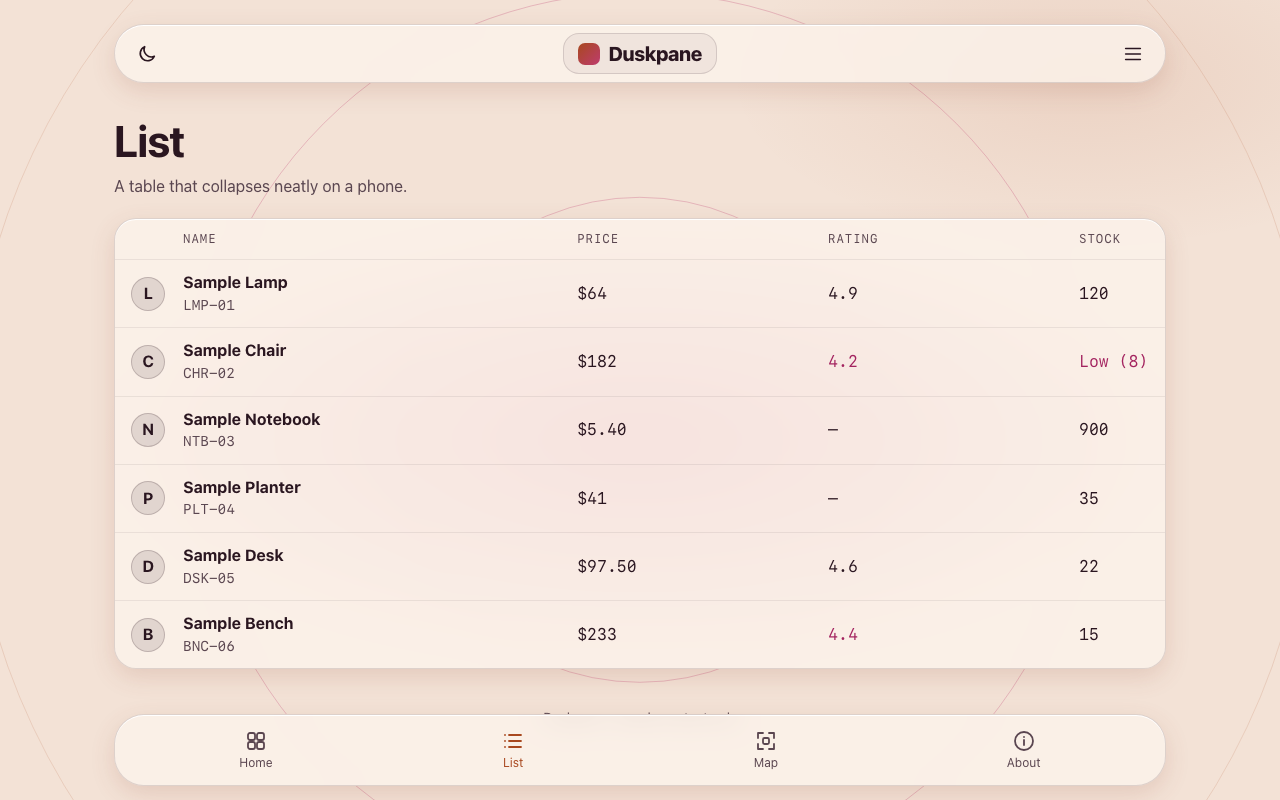 Duskpane
List
A table that collapses neatly on a phone.
NAME PRICE RATING STOCK
L Sample Lamp $64 4.9 120
LMP-01
C Sample Chair $182 4.2 Low (8)
CHR-02
N Sample Notebook $5.40 — 900
NTB-03
P Sample Planter $41 — 35
PLT-04
D Sample Desk $97.50 4.6 22
DSK-05
B Sample Bench $233 4.4 15
BNC-06
Home List Map About